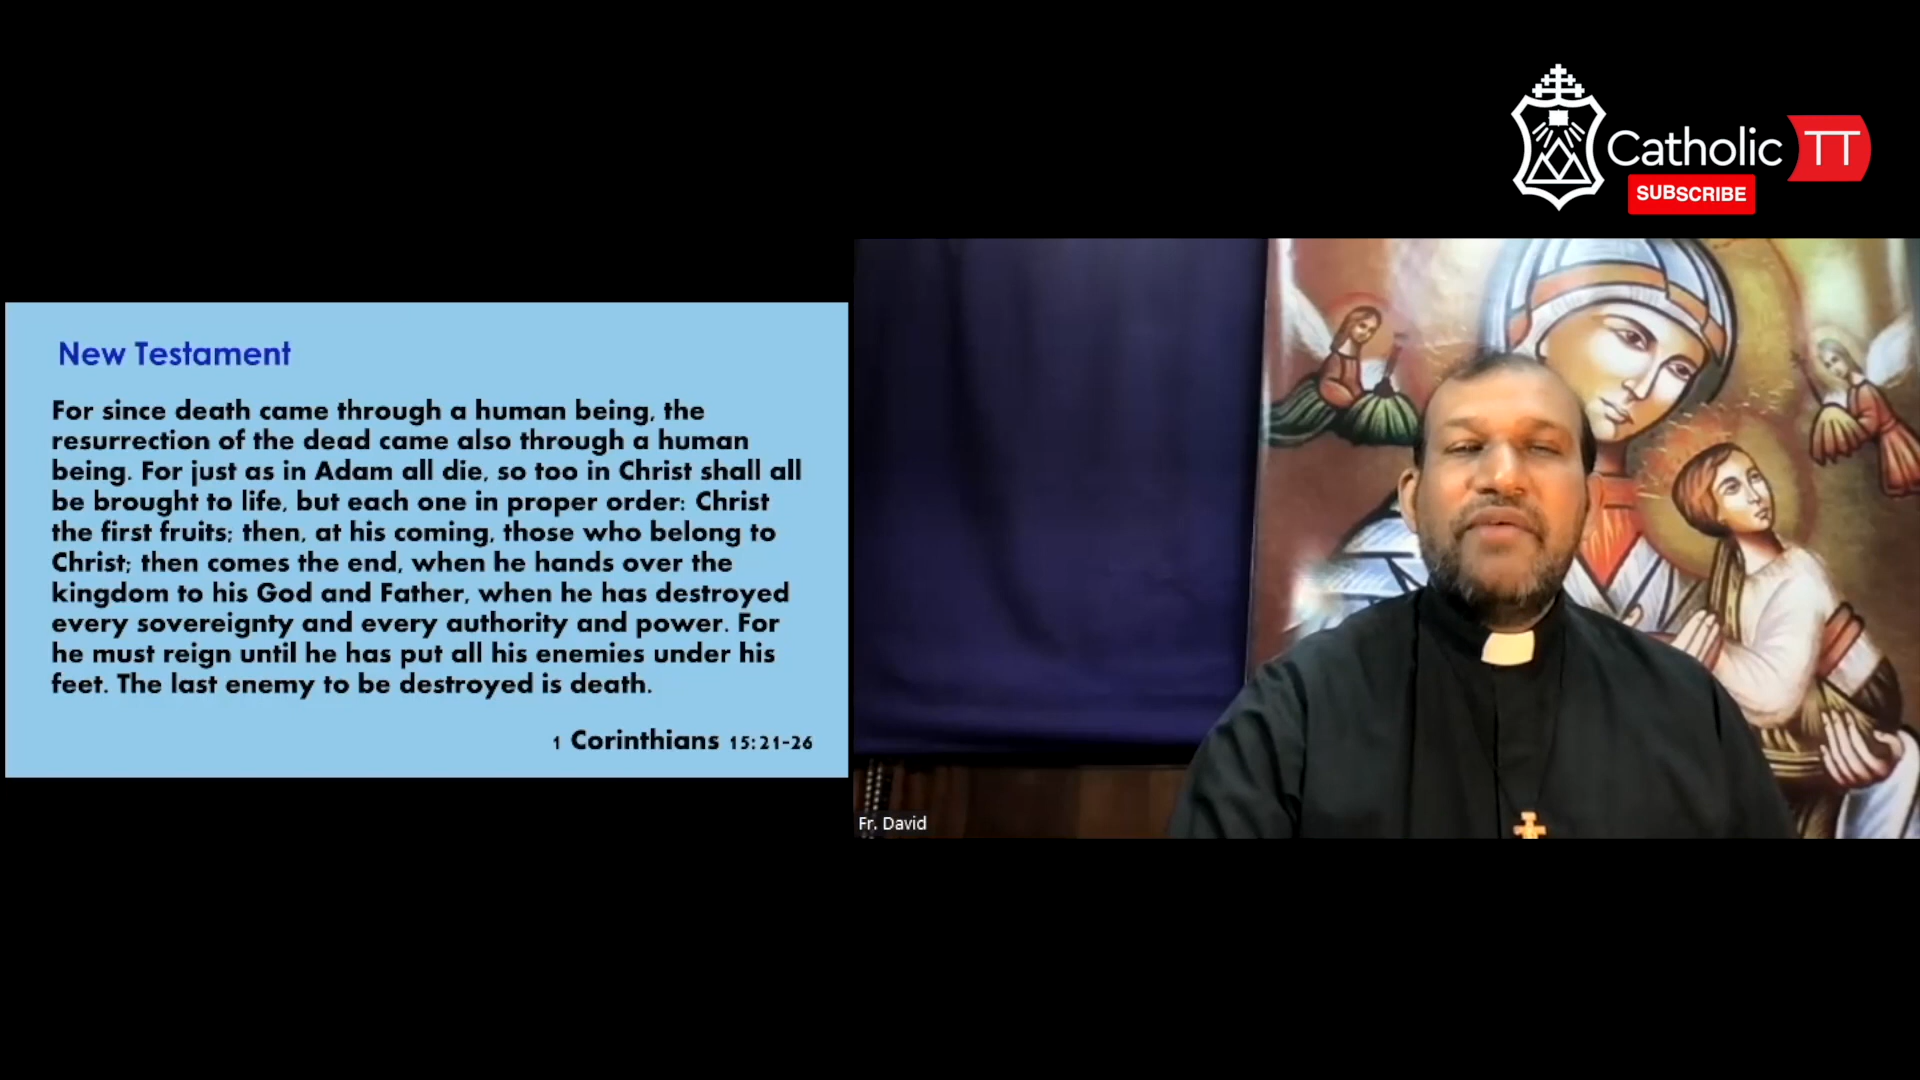 Catholic TT
SUBSCRIBE
New Testament
For since death came through a human being, the
resurrection of the dead came also through a human
being. For just as in Adam all die, so too in Christ shall all
be brought to life, but each one in proper order: Christ
the first fruits; then, at his coming, those who belong to
Christ; then comes the end, when he hands over the
kingdom to his God and Father, when he has destroyed
every sovereignty and every authority and power. For
he must reign until he has put all his enemies under his
feet. The last enemy to be destroyed is death.
1 Corinthians 15:21-26
Fr. David